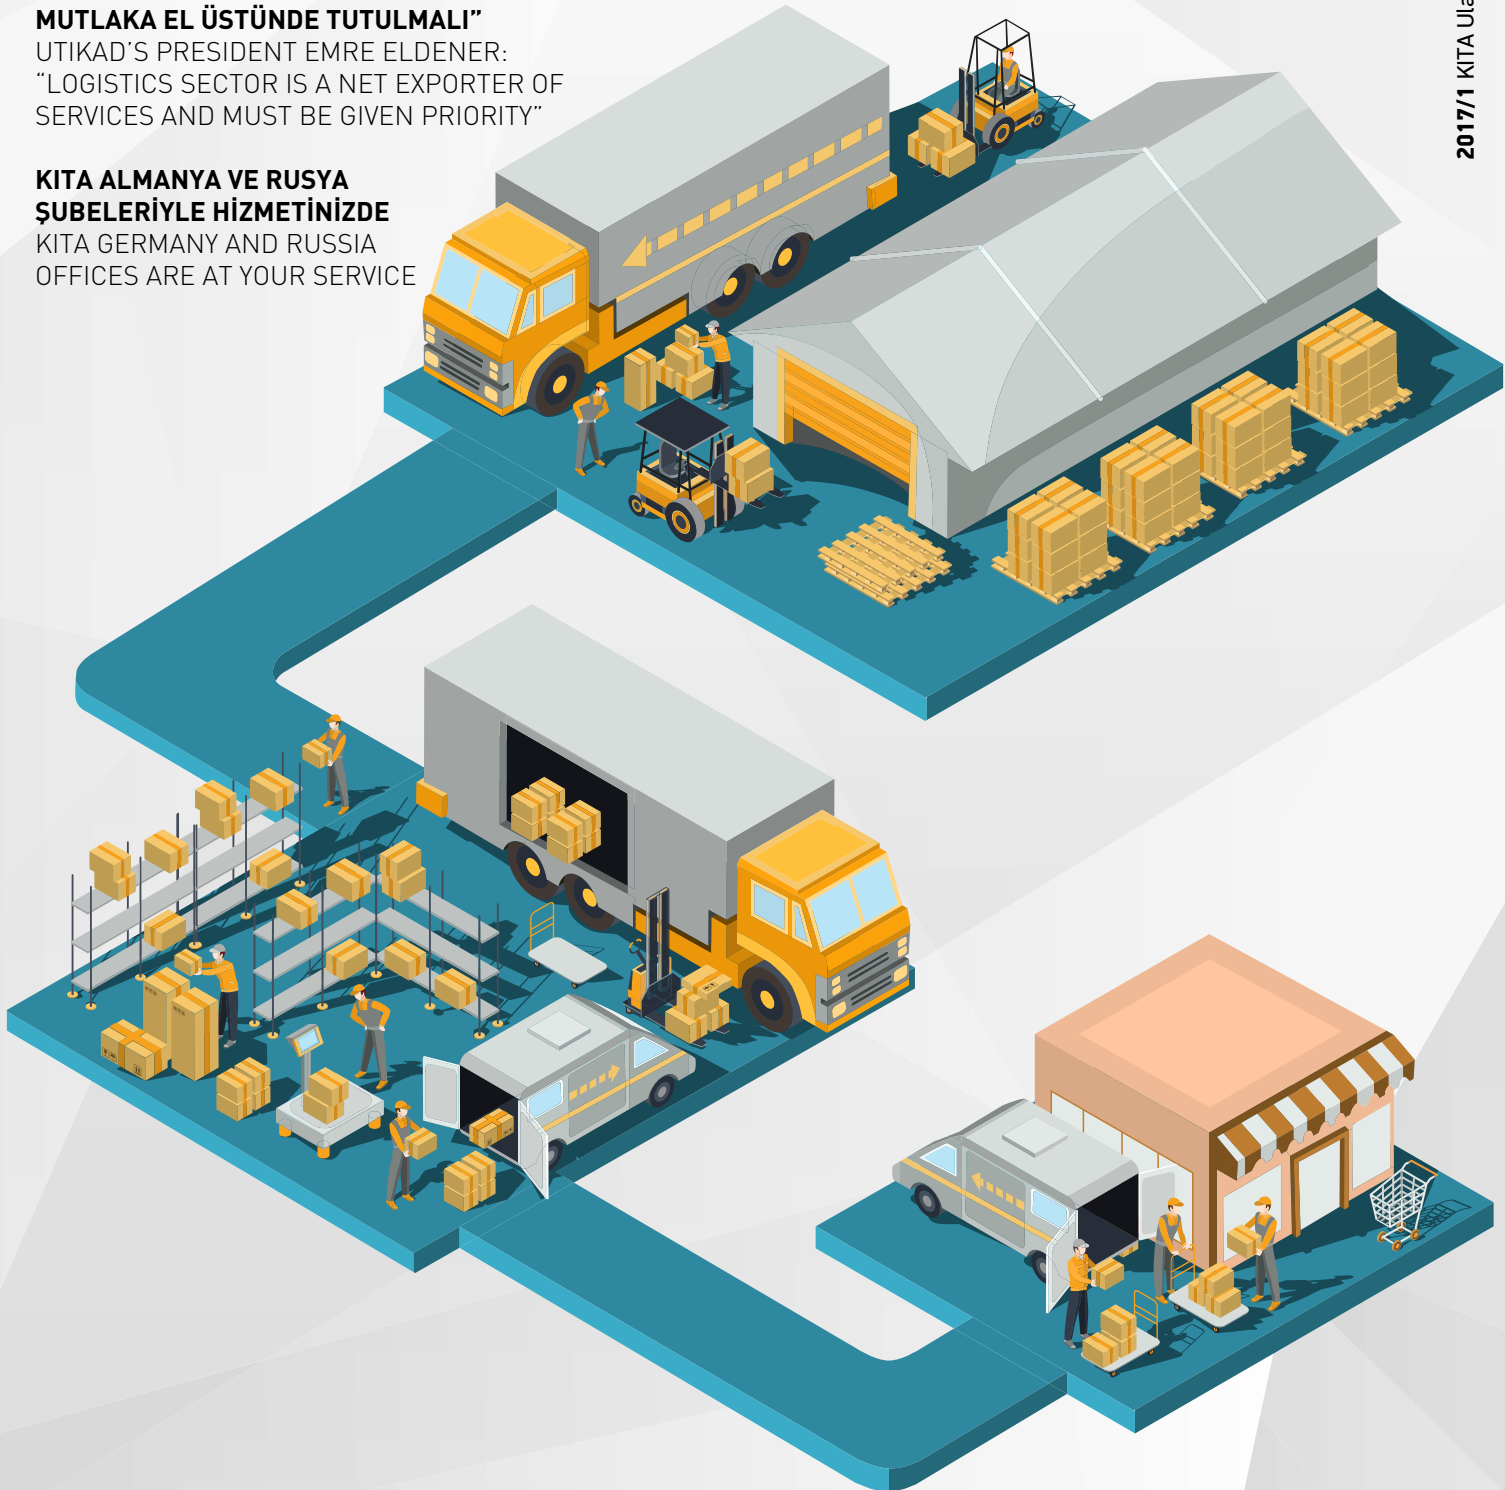 MUTLAKA EL ÜSTÜNDE TUTULMALI”
UTIKAD’S PRESIDENT EMRE ELDENER:
“LOGISTICS SECTOR IS A NET EXPORTER OF
SERVICES AND MUST BE GIVEN PRIORITY”
KITA ALMANYA VE RUSYA
ŞUBELERİYLE HİZMETİNİZDE
KITA GERMANY AND RUSSIA
OFFICES ARE AT YOUR SERVICE
2017/1 KITA Ula